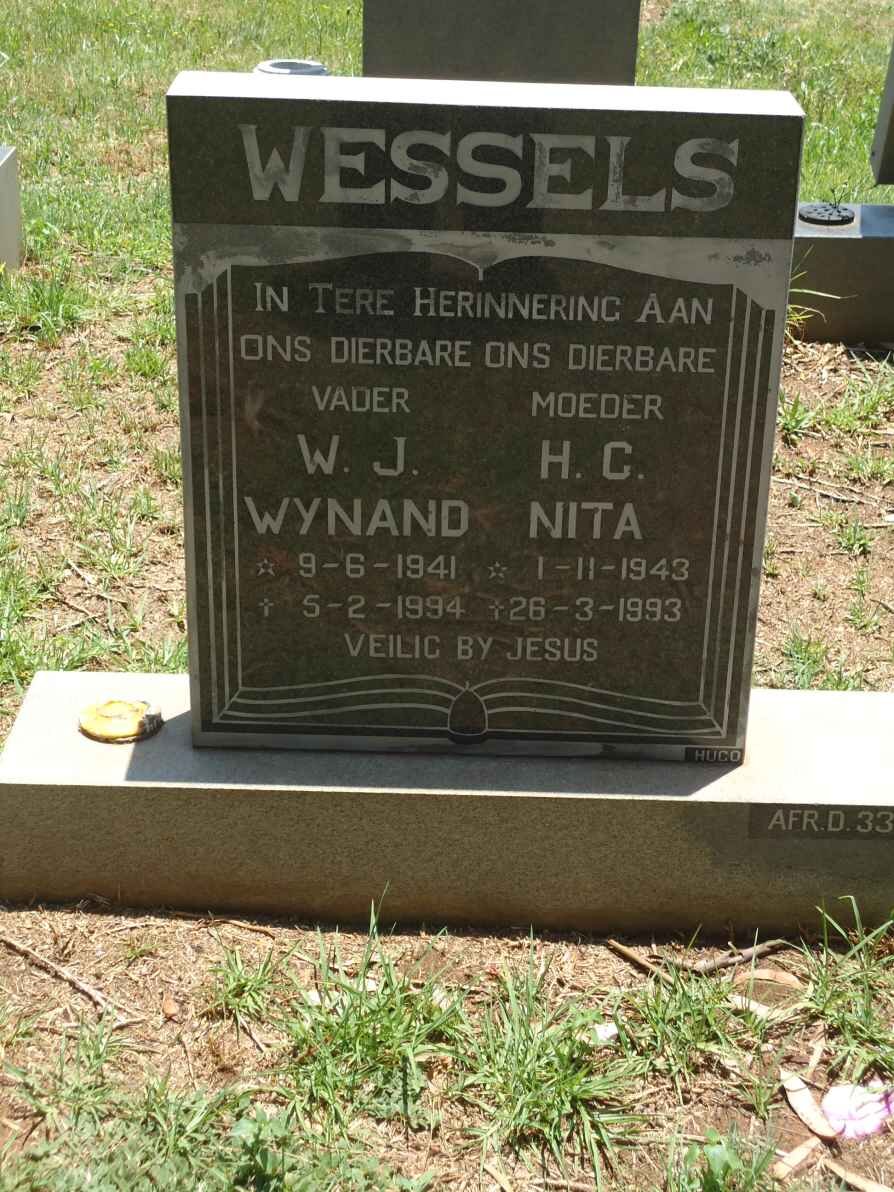 WESSELS
IN TERE HERINNERING AAN
ONS DIERBARE ONS DIERBARE
VADER MOEDER
W. J. H. C.
WYNAND NITA
☆ 9-6-1941 ☆ 1-11-1943
† 5-2-1994 † 26-3-1993
VEILIG BY JESUS
HUGO
AFR.D. 33